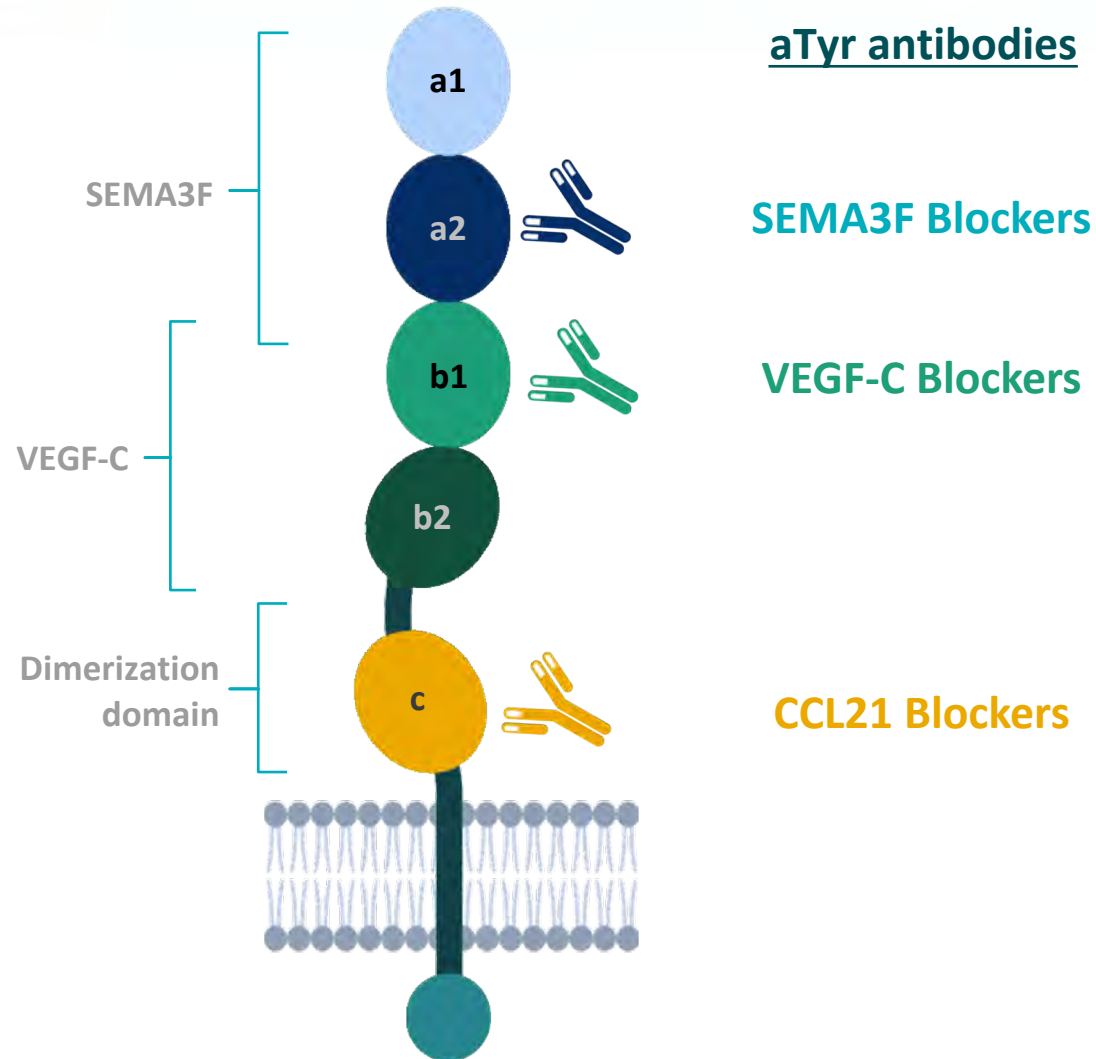 aTyr antibodies
a1
SEMA3F
a2
SEMA3F Blockers
b1
VEGF-C Blockers
VEGF-C
b2
Dimerization
domain
c
CCL21 Blockers